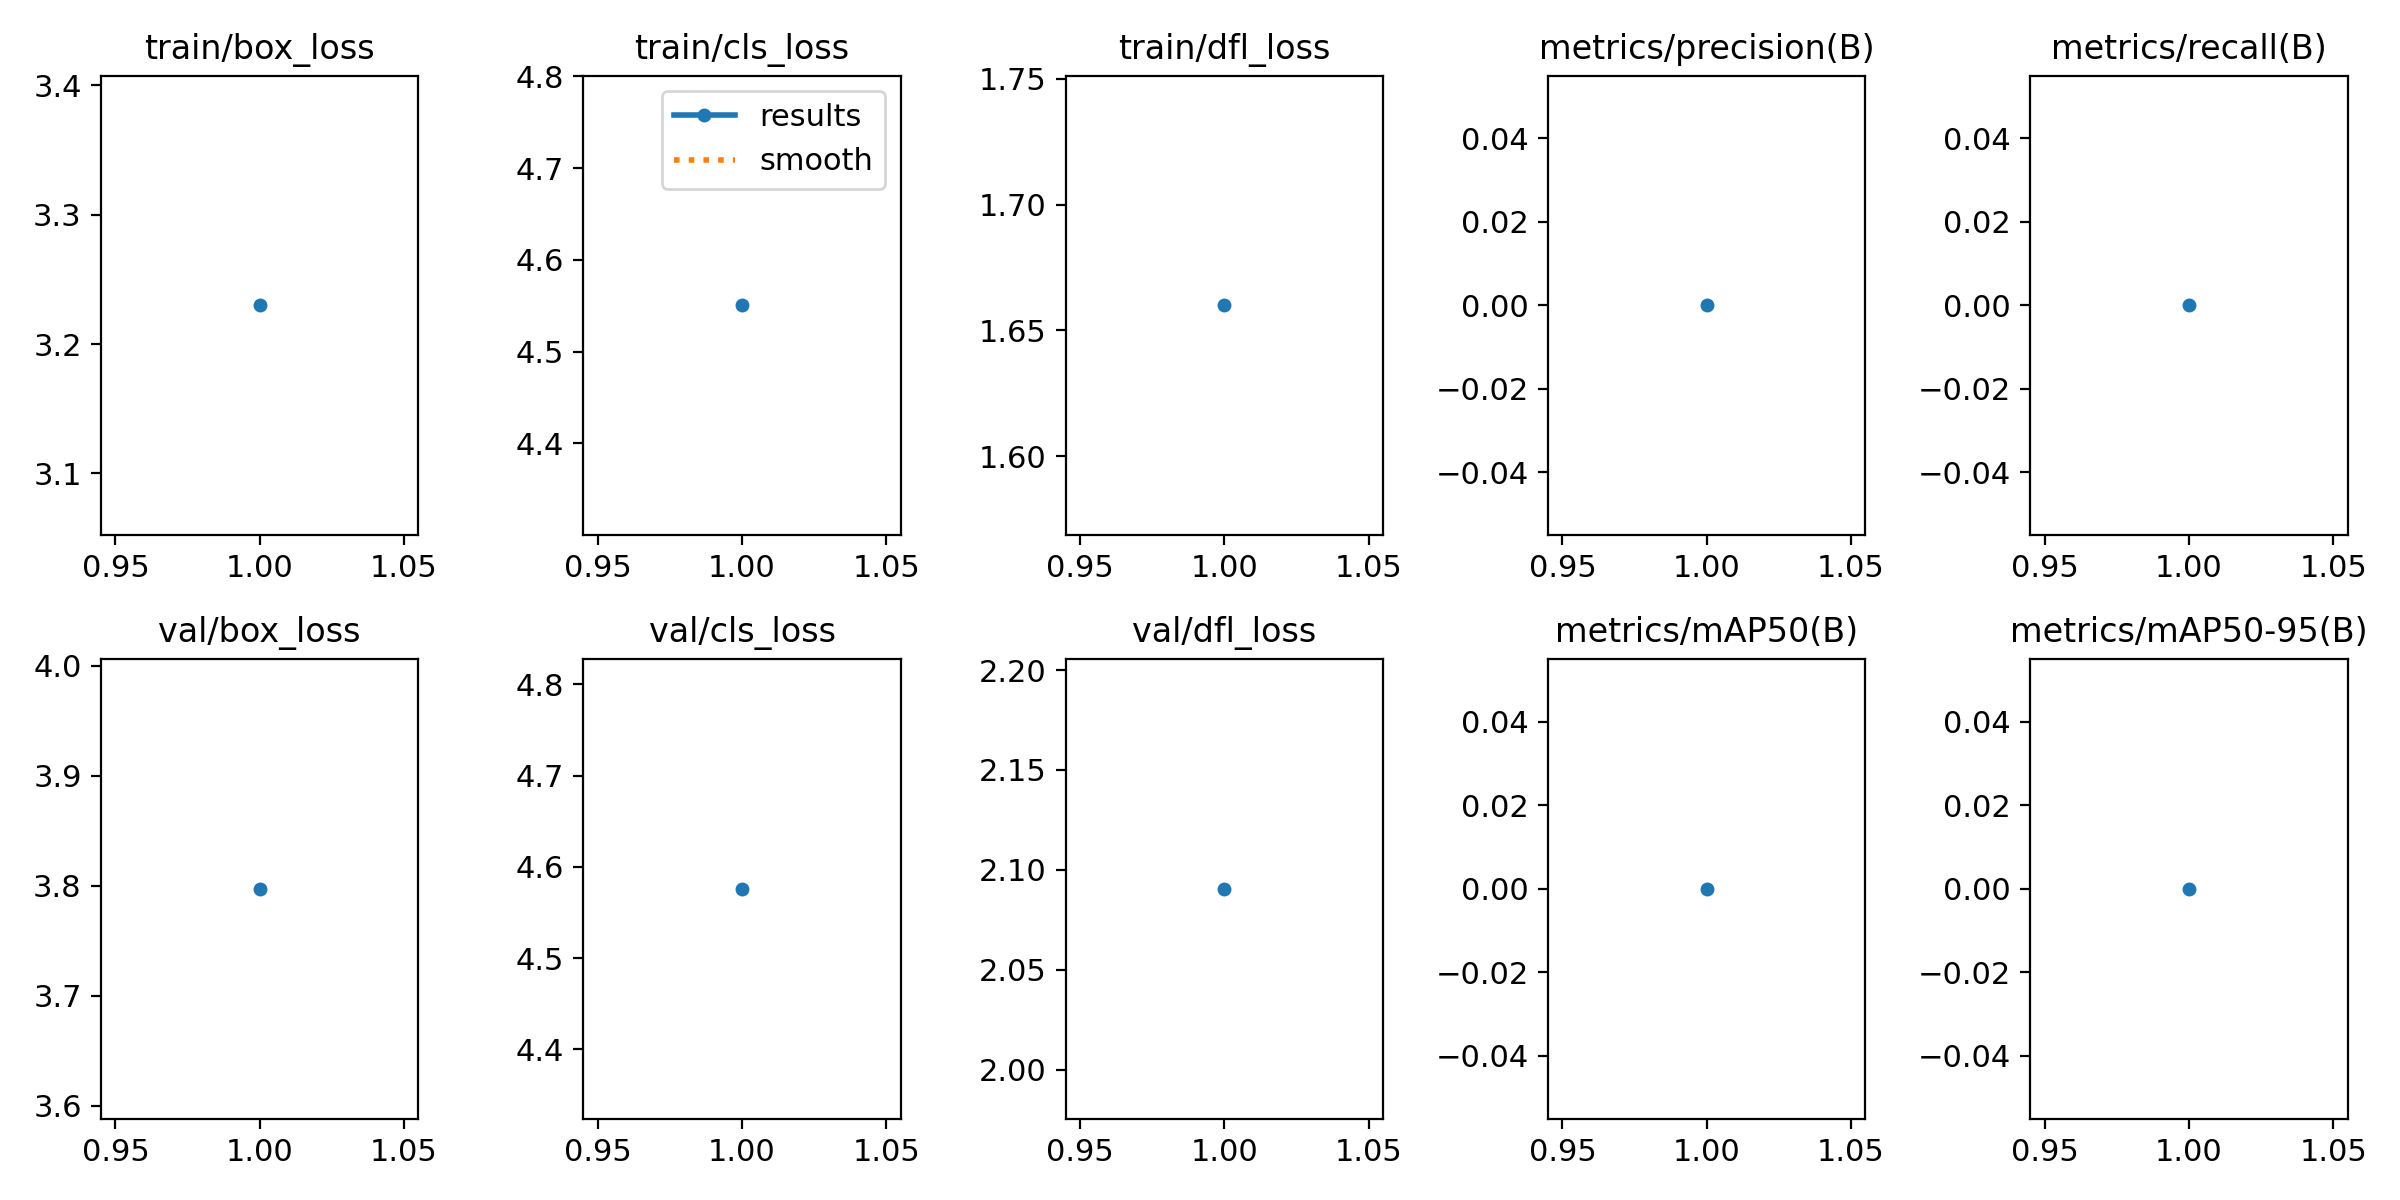 train/box_loss
3.4
3.3
3.2
3.1
0.95 1.00 1.05
train/cls_loss
4.8
4.7
4.6
4.5
4.4
results
smooth
0.95 1.00 1.05
train/dfl_loss
1.75
1.70
1.65
1.60
0.95 1.00 1.05
metrics/precision(B)
0.04
0.02
0.00
−0.02
−0.04
0.95 1.00 1.05
metrics/recall(B)
0.04
0.02
0.00
−0.02
−0.04
0.95 1.00 1.05
val/box_loss
4.0
3.9
3.8
3.7
3.6
0.95 1.00 1.05
val/cls_loss
4.8
4.7
4.6
4.5
4.4
0.95 1.00 1.05
val/dfl_loss
2.20
2.15
2.10
2.05
2.00
0.95 1.00 1.05
metrics/mAP50(B)
0.04
0.02
0.00
−0.02
−0.04
0.95 1.00 1.05
metrics/mAP50-95(B)
0.04
0.02
0.00
−0.02
−0.04
0.95 1.00 1.05